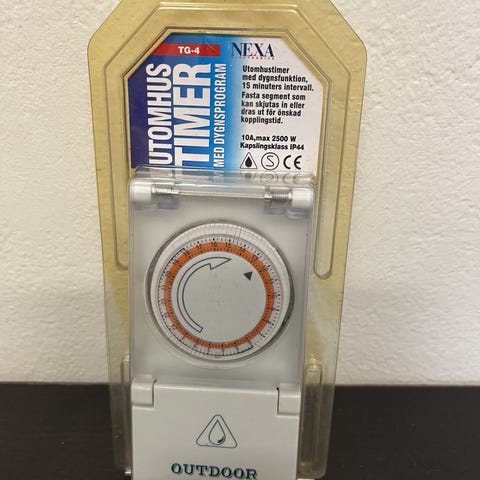 TG-4
NEXA
UTOMHUS
TIMER
MED DYGNSPROGRAM
Utomhustimer
med dygnsfunktion,
15 minuters intervall.
Fasta segment som
kan skjutas in eller
dras ut för önskad
kopplingstid.
10A,max 2500 W
Kapslingsklass IP44
CE
OUTDOOR